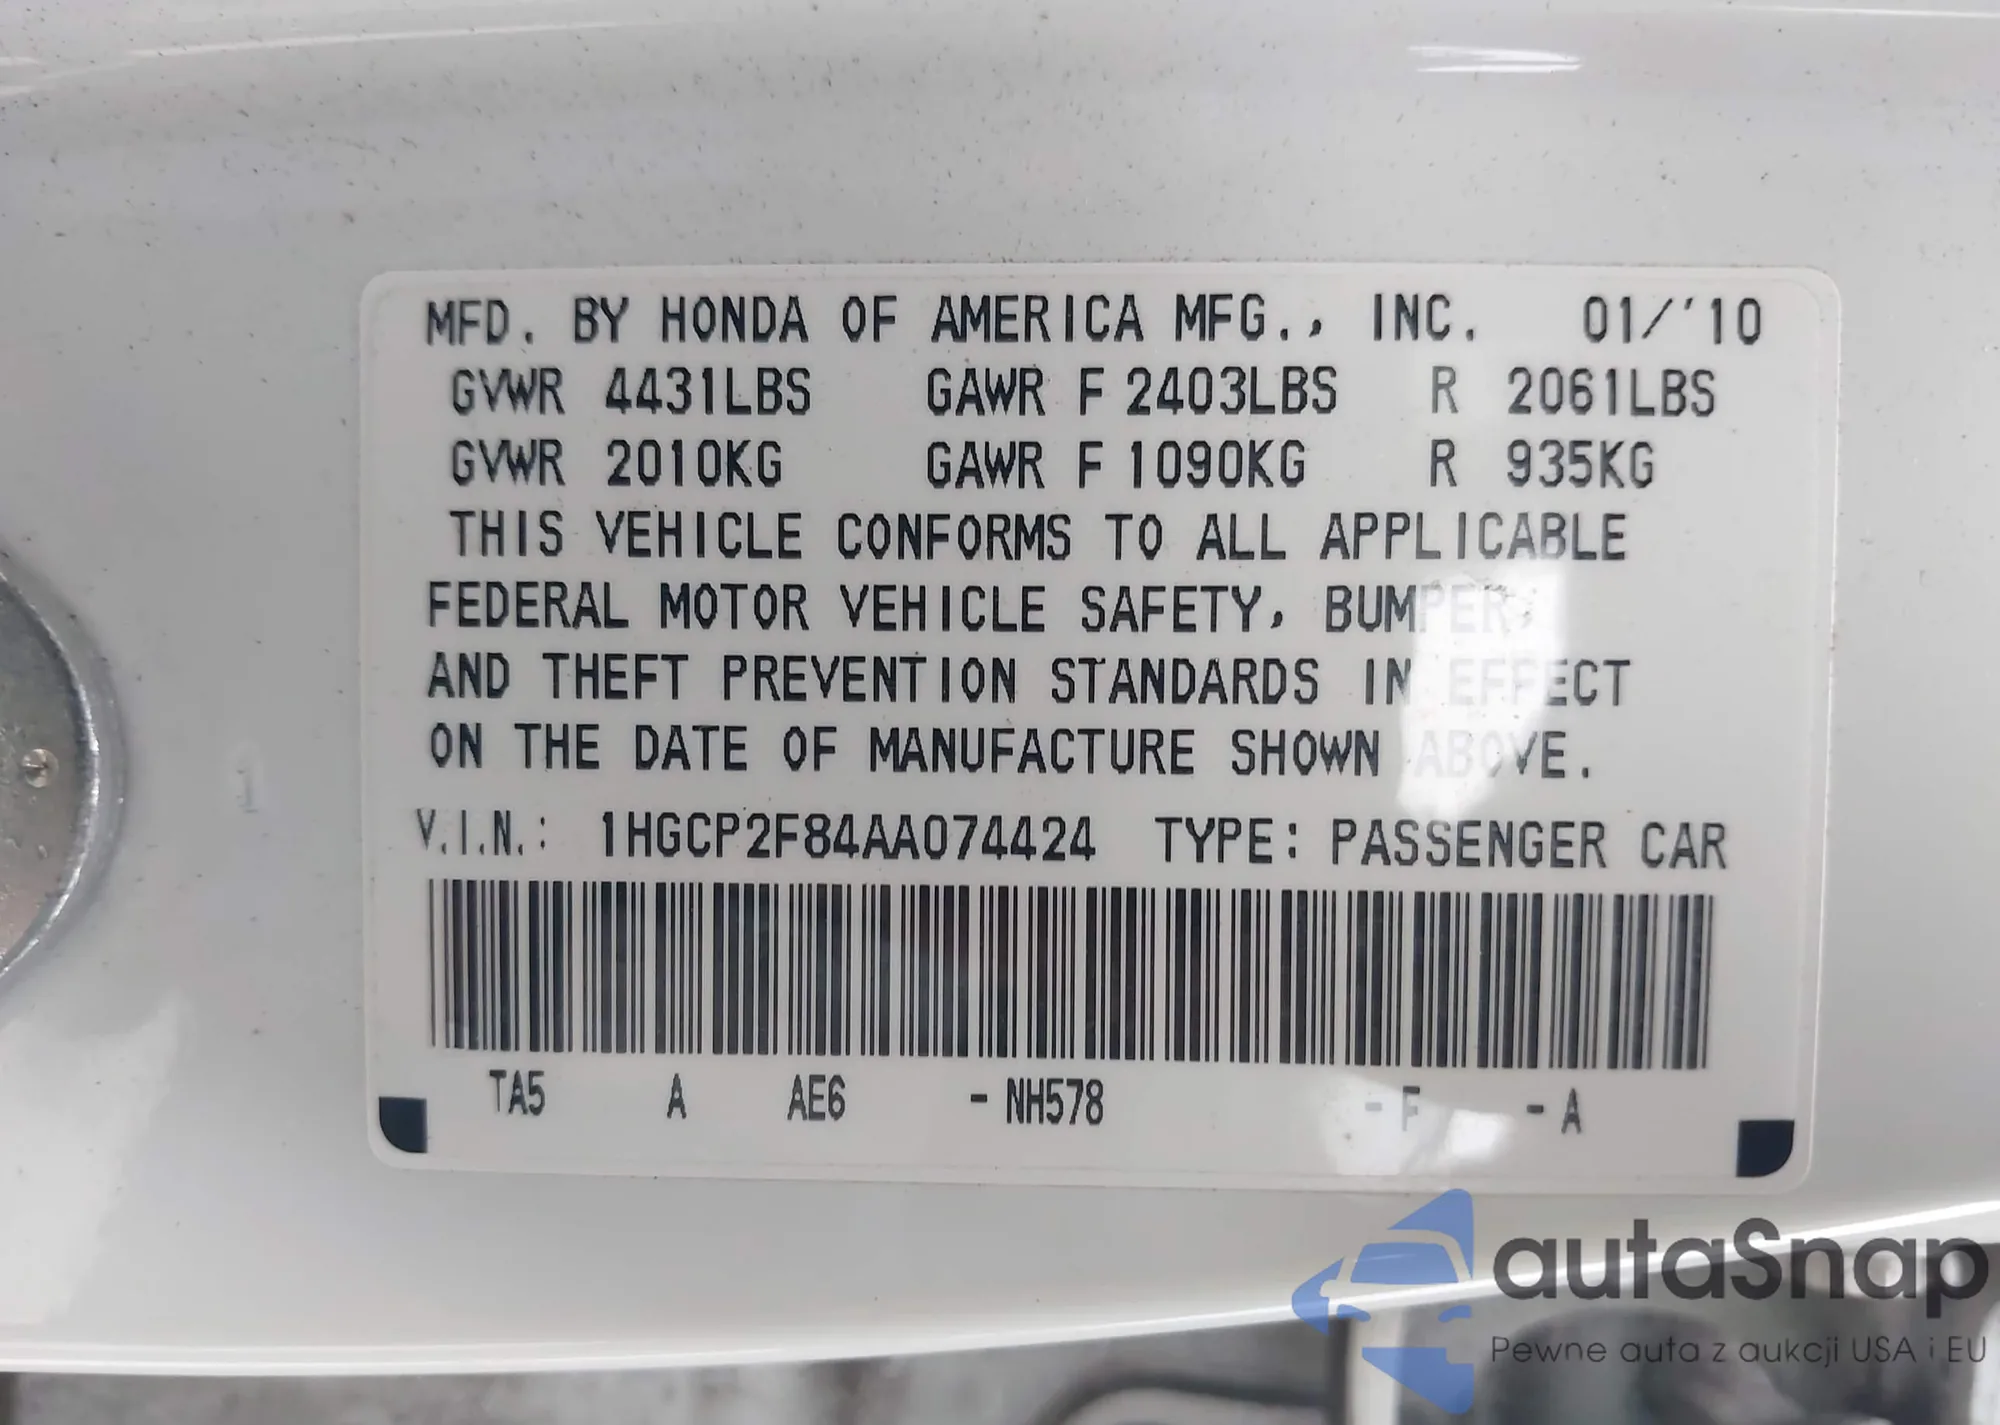 MFD. BY HONDA OF AMERICA MFG., INC. 01/'10
GVWR 4431LBS GAWR F 2403LBS R 2061LBS
GVWR 2010KG GAWR F 1090KG R 935KG
THIS VEHICLE CONFORMS TO ALL APPLICABLE
FEDERAL MOTOR VEHICLE SAFETY, BUMPER,
AND THEFT PREVENTION STANDARDS IN EFFECT
ON THE DATE OF MANUFACTURE SHOWN ABOVE.
V.I.N.: 1HGCP2F84AA074424 TYPE: PASSENGER CAR
TA5 A AE6 - NH578 - F - A
autaSnap
Pewne auta z aukcji USA i EU